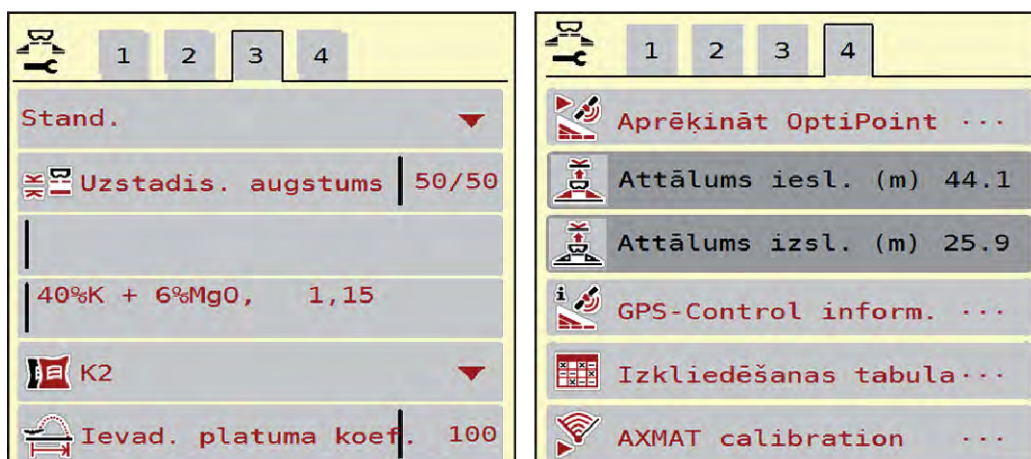 1 2 3 4
Stand.
Uzstadis. augstums 50/50
40%K + 6%MgO, 1,15
K2
Ievad. platuma koef. 100
1 2 3 4
Aprēķināt OptiPoint ...
Attālums iesl. (m) 44.1
Attālums izsl. (m) 25.9
i
GPS-Control inform. ...
Izkliedēšanas tabula ...
AXMAT calibration ...